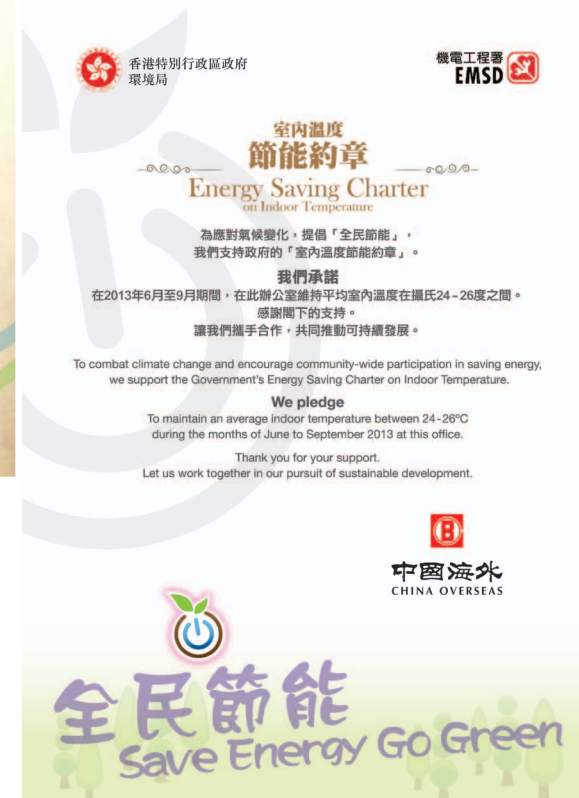 香港特別行政區政府
環境局
機電工程署
EMSD
室內溫度
節能約章
Energy Saving Charter
on Indoor Temperature
為應對氣候變化，提倡「全民節能」，
我們支持政府的「室內溫度節能約章」。
我們承諾
在2013年6月至9月期間，在此辦公室維持平均室內溫度在攝氏24-26度之間。
感謝閣下的支持。
讓我們攜手合作，共同推動可持續發展。
To combat climate change and encourage community-wide participation in saving energy,
we support the Government's Energy Saving Charter on Indoor Temperature.
We pledge
To maintain an average indoor temperature between 24-26°C
during the months of June to September 2013 at this office.
Thank you for your support.
Let us work together in our pursuit of sustainable development.
中國海外
CHINA OVERSEAS
全民節能
Save Energy Go Green